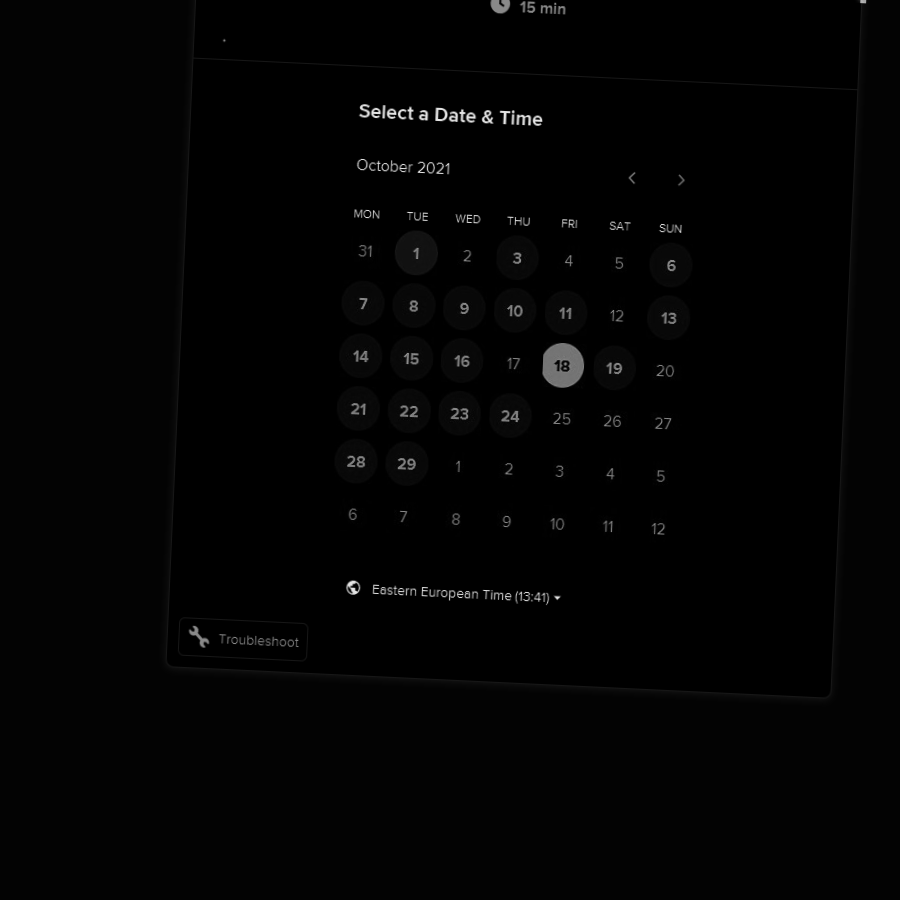 15 min
Select a Date & Time
October 2021
MON TUE WED THU FRI SAT SUN
31 1 2 3 4 5 6
7 8 9 10 11 12 13
14 15 16 17 18 19 20
21 22 23 24 25 26 27
28 29 1 2 3 4 5
6 7 8 9 10 11 12
Eastern European Time (13:41)
Troubleshoot